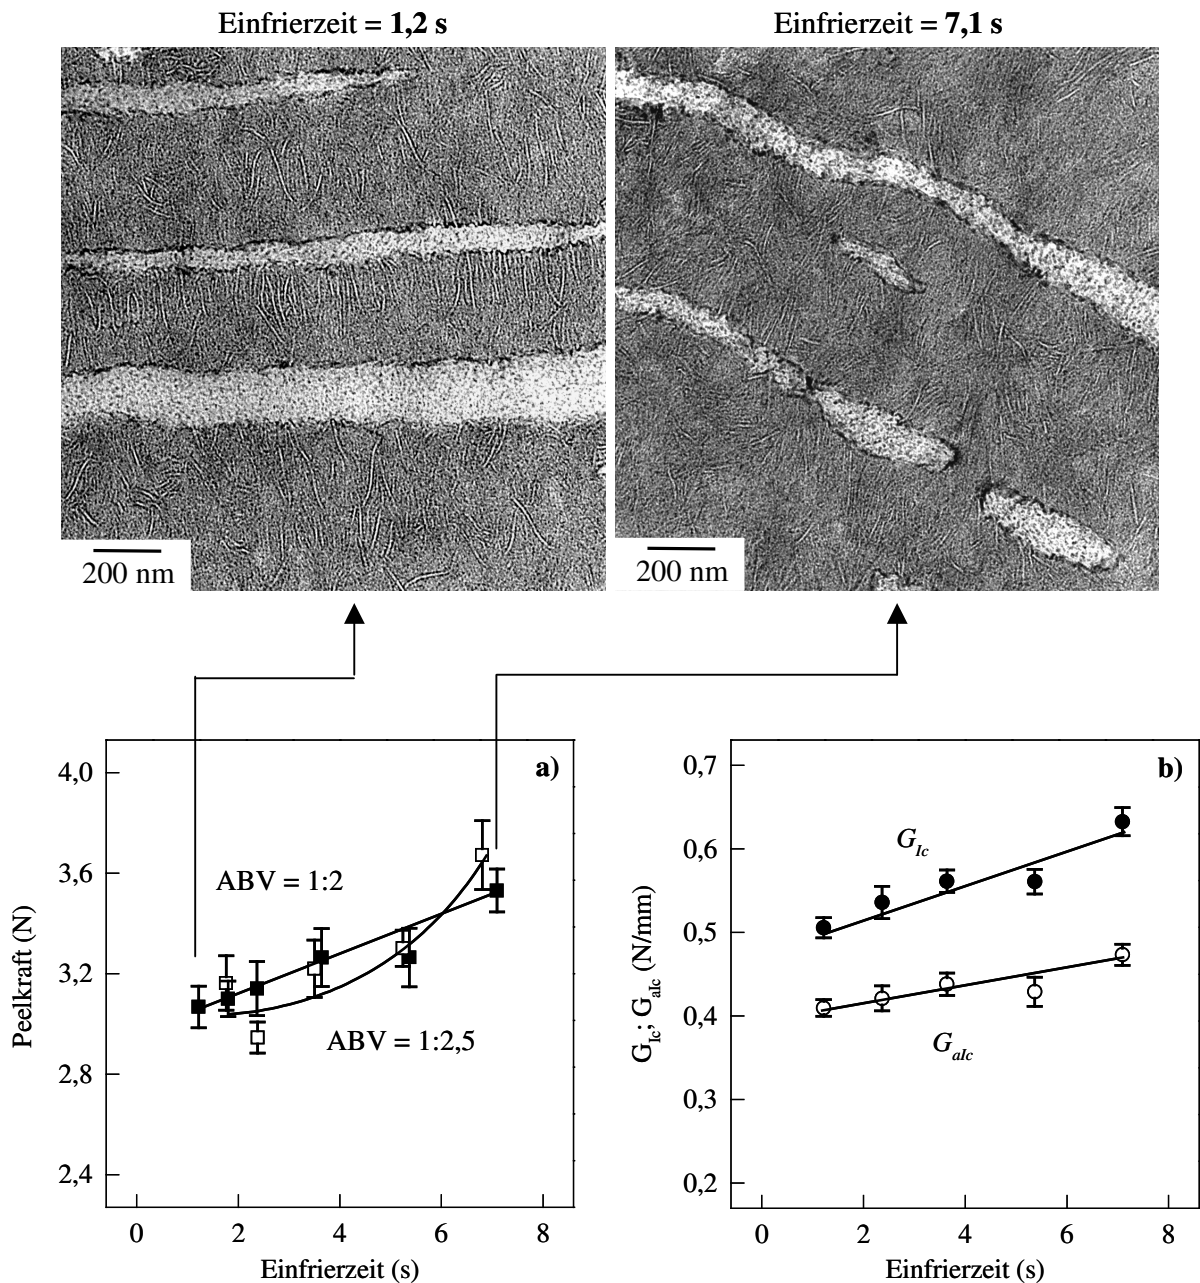 Einfrierzeit = 1,2 s
Einfrierzeit = 7,1 s
200 nm
200 nm
a)
4,0
3,6
3,2
2,8
2,4
Peelkraft (N)
ABV = 1:2
ABV = 1:2,5
0 2 4 6 8
Einfrierzeit (s)
b)
0,7
0,6
0,5
0,4
0,3
0,2
G_Ic; G_aIc (N/mm)
G_Ic
G_aIc
0 2 4 6 8
Einfrierzeit (s)